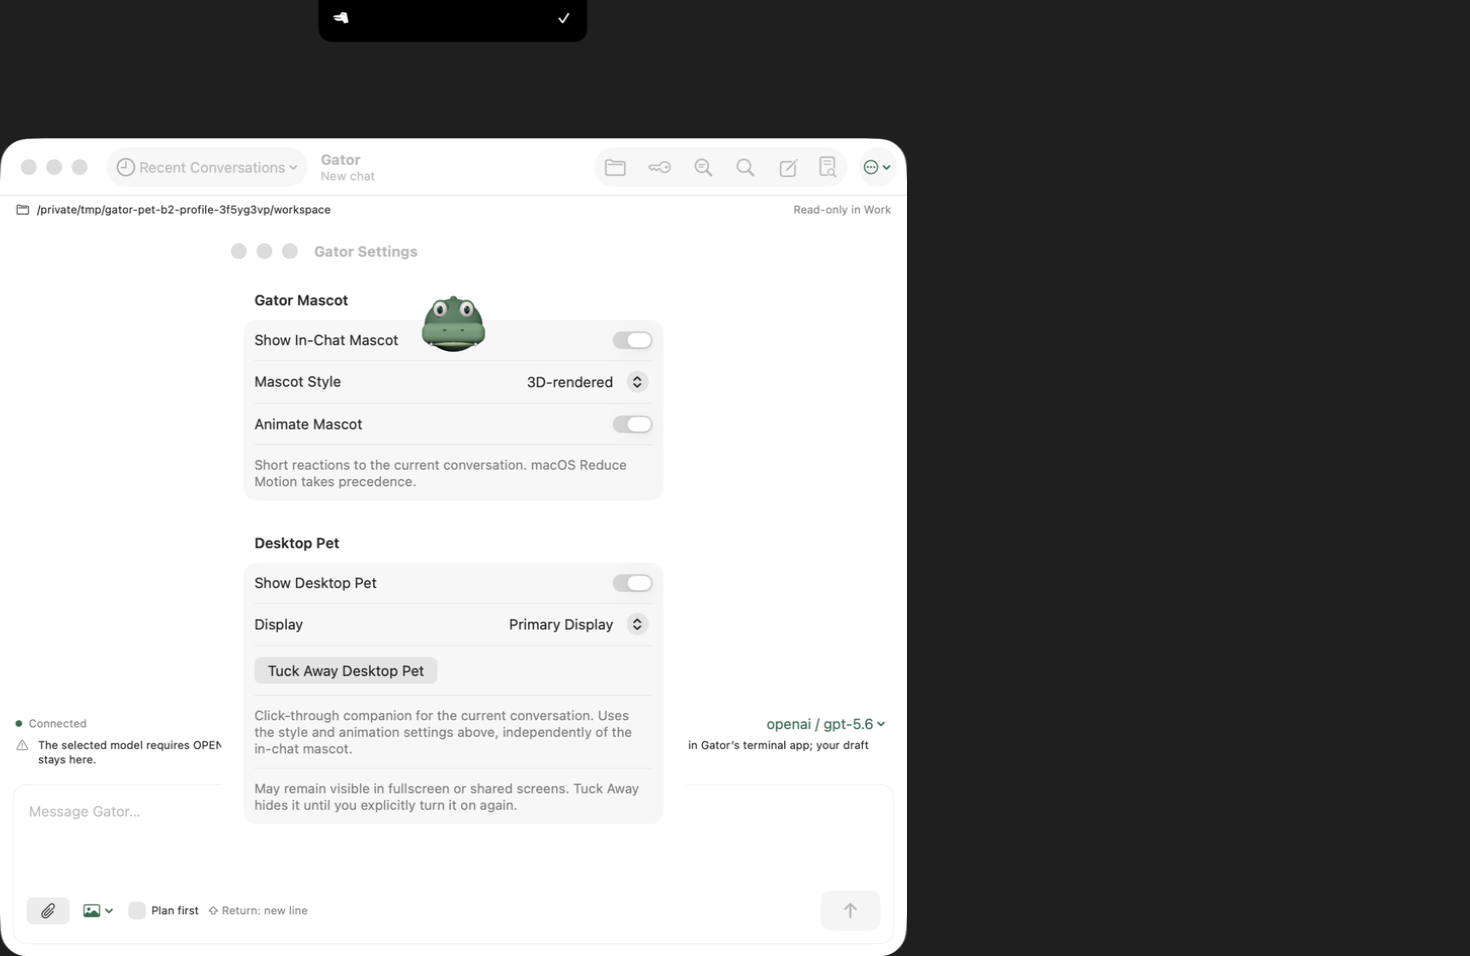 Recent Conversations
Gator
New chat
/private/tmp/gator-pet-b2-profile-3f5yg3vp/workspace
Read-only in Work
Gator Settings
Gator Mascot
Show In-Chat Mascot
Mascot Style
3D-rendered
Animate Mascot
Short reactions to the current conversation. macOS Reduce
Motion takes precedence.
Desktop Pet
Show Desktop Pet
Display
Primary Display
Tuck Away Desktop Pet
Click-through companion for the current conversation. Uses
the style and animation settings above, independently of the
in-chat mascot.
May remain visible in fullscreen or shared screens. Tuck Away
hides it until you explicitly turn it on again.
Connected
openai / gpt-5.6
The selected model requires OPEN
in Gator's terminal app; your draft
stays here.
Message Gator...
Plan first
Return: new line